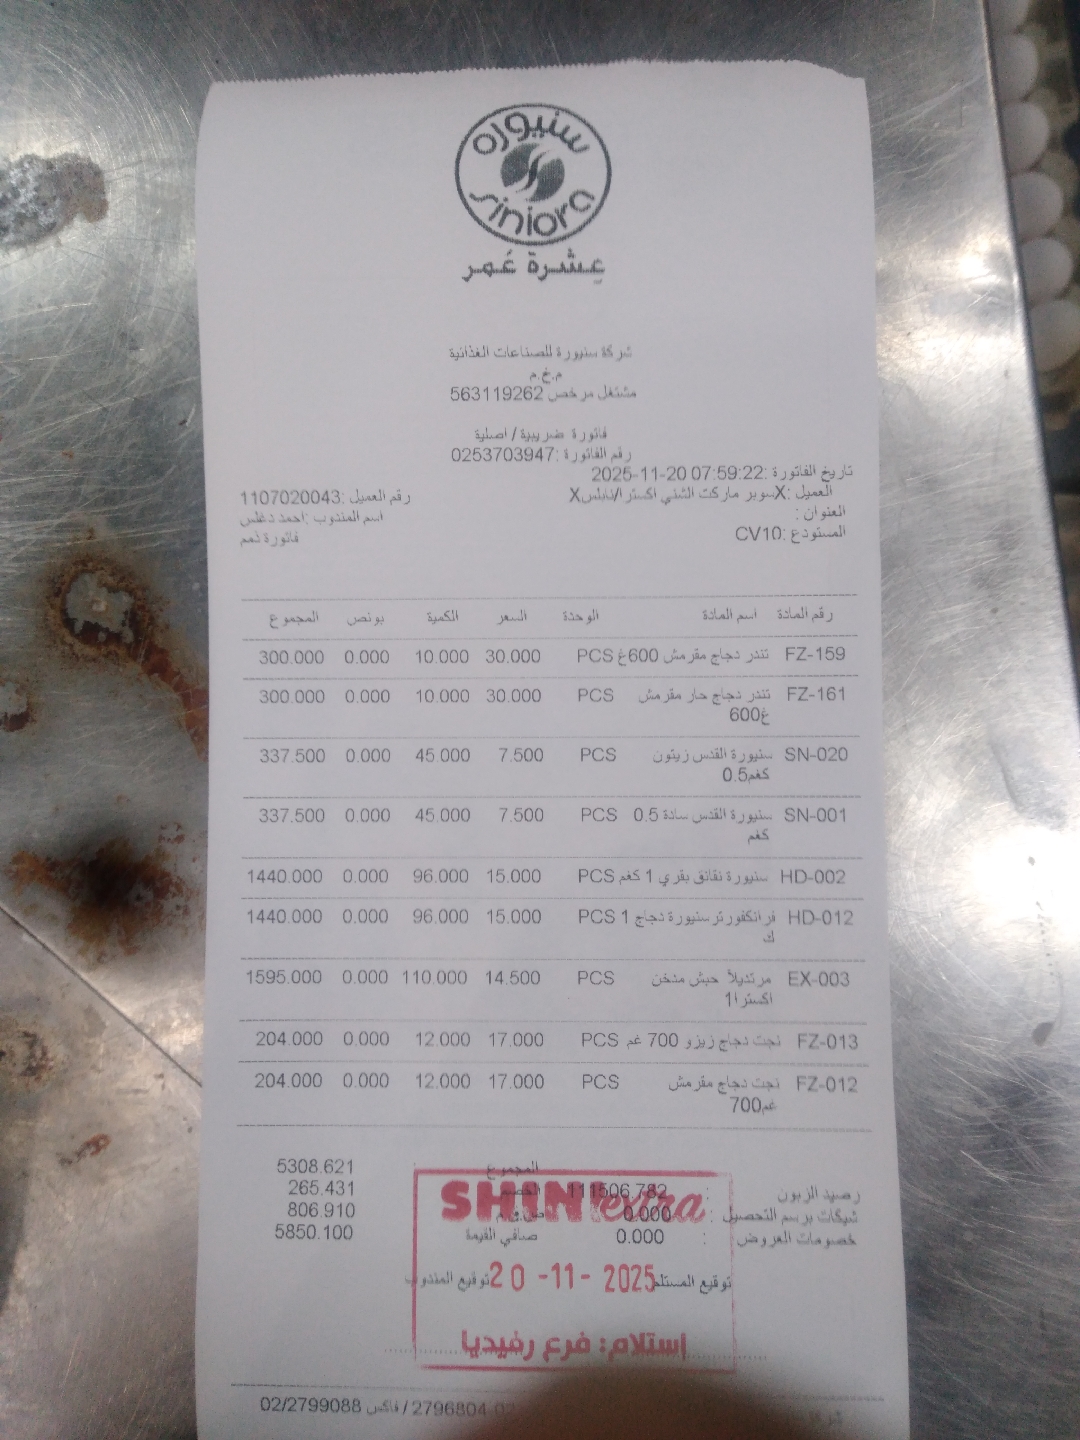 سنيورة
siniora
عِشرة عُمر
شركة سنيورة للصناعات الغذائية
م.خ.م
مشتغل مرخص 563119262
فاتورة ضريبية / اصلية
رقم الفاتورة :0253703947
تاريخ الفاتورة :2025-11-20 07:59:22
العميل :Xسوبر ماركت الشني اكسترا/نابلسX رقم العميل :1107020043
العنوان : اسم المندوب :احمد دغلس
المستودع :CV10 فاتورة ذمم
رقم المادة اسم المادة الوحدة السعر الكمية بونص المجموع
FZ-159 تندر دجاج مقرمش 600غ PCS 30.000 10.000 0.000 300.000
FZ-161 تندر دجاج حار مقرمش PCS 30.000 10.000 0.000 300.000
600غ
SN-020 سنيورة القدس زيتون PCS 7.500 45.000 0.000 337.500
0.5كغم
SN-001 سنيورة القدس سادة 0.5 PCS 7.500 45.000 0.000 337.500
كغم
HD-002 سنيورة نقانق بقري 1 كغم PCS 15.000 96.000 0.000 1440.000
HD-012 فرانكفورتر سنيورة دجاج 1 PCS 15.000 96.000 0.000 1440.000
ك
EX-003 مرتديلا حبش مدخن PCS 14.500 110.000 0.000 1595.000
اكسترا1
FZ-013 نجت دجاج زيزو 700 غم PCS 17.000 12.000 0.000 204.000
FZ-012 نجت دجاج مقرمش PCS 17.000 12.000 0.000 204.000
700غم
المجموع 5308.621
رصيد الزبون : 111506.782 الخصم 265.431
شيكات برسم التحصيل : 0.000 ض.ق.م 806.910
خصومات العروض : 0.000 صافي القيمة 5850.100
SHINI extra
توقيع المستلم توقيع المندوب
20 -11- 2025
إستلام: فرع رفيديا
2796804 / فاكس 02/2799088